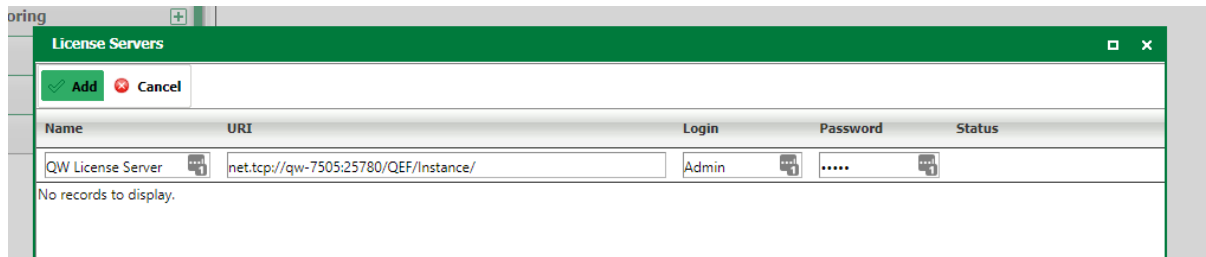 oring
License Servers
Add Cancel
Name URI Login Password Status
QW License Server net.tcp://qw-7505:25780/QEF/Instance/ Admin •••••
No records to display.